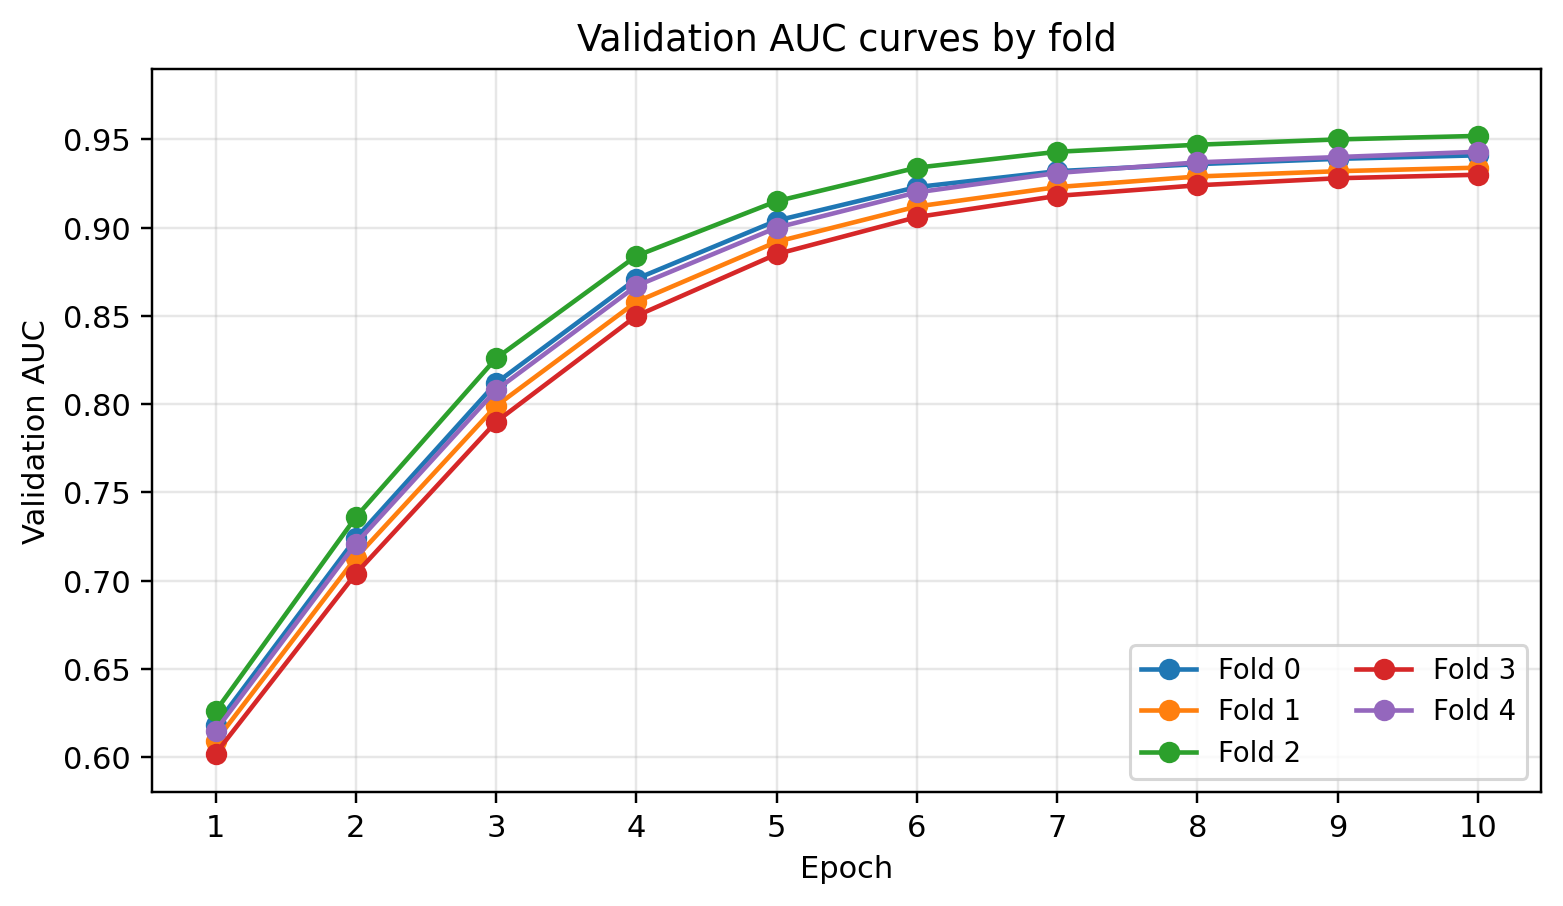 Validation AUC curves by fold
Validation AUC
0.95
0.90
0.85
0.80
0.75
0.70
0.65
0.60
Fold 0
Fold 1
Fold 2
Fold 3
Fold 4
1 2 3 4 5 6 7 8 9 10
Epoch